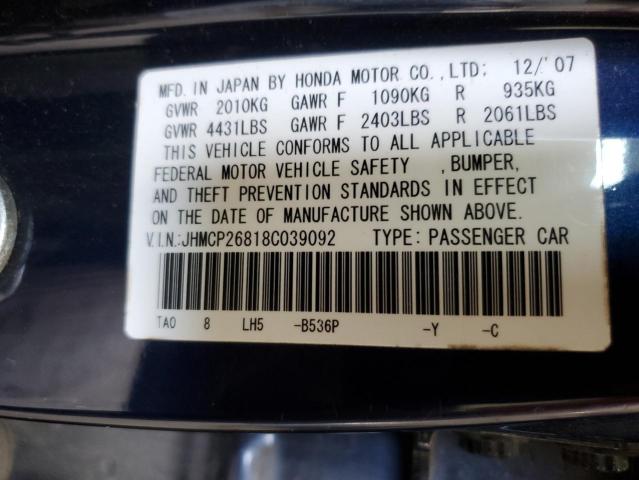 MFD. IN JAPAN BY HONDA MOTOR CO., LTD; 12/'07
GVWR 2010KG GAWR F 1090KG R 935KG
GVWR 4431LBS GAWR F 2403LBS R 2061LBS
THIS VEHICLE CONFORMS TO ALL APPLICABLE
FEDERAL MOTOR VEHICLE SAFETY , BUMPER,
AND THEFT PREVENTION STANDARDS IN EFFECT
ON THE DATE OF MANUFACTURE SHOWN ABOVE.
V.I.N:JHMCP26818C039092 TYPE: PASSENGER CAR
TA0 8 LH5 -B536P -Y -C